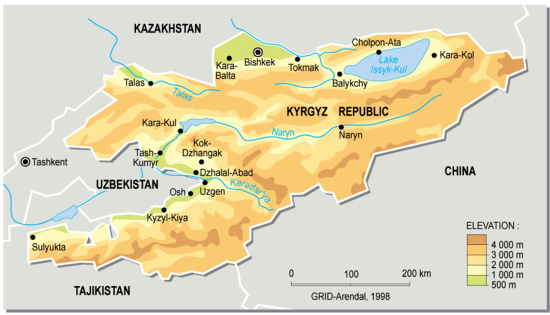 KAZAKHSTAN
Cholpon-Ata
Bishkek
Kara-
Balta
Tokmak
Lake
Issyk-Kul
Kara-Kol
Balykchy
Talas
Talas
KYRGYZ REPUBLIC
Kara-Kul
Naryn
Naryn
Kok-
Dzhangak
Tash-
Kumyr
Tashkent
Dzhalal-Abad
CHINA
UZBEKISTAN
Osh
Uzgen
Karadar'ya
Kyzyl-Kiya
Sulyukta
ELEVATION :
4 000 m
3 000 m
2 000 m
1 000 m
500 m
0 100 200 km
TAJIKISTAN
GRID-Arendal, 1998